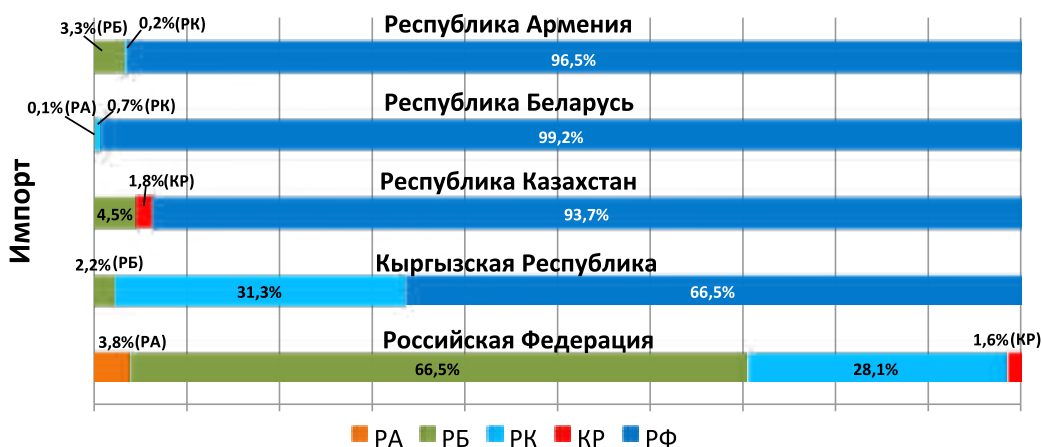 Республика Армения
3,3%(РБ) 0,2%(РК)
96,5%
Республика Беларусь
0,1%(РА) 0,7%(РК)
99,2%
Республика Казахстан
1,8%(КР)
4,5% 93,7%
Кыргызская Республика
2,2%(РБ)
31,3% 66,5%
Российская Федерация
3,8%(РА) 1,6%(КР)
66,5% 28,1%
Импорт
РА РБ РК КР РФ